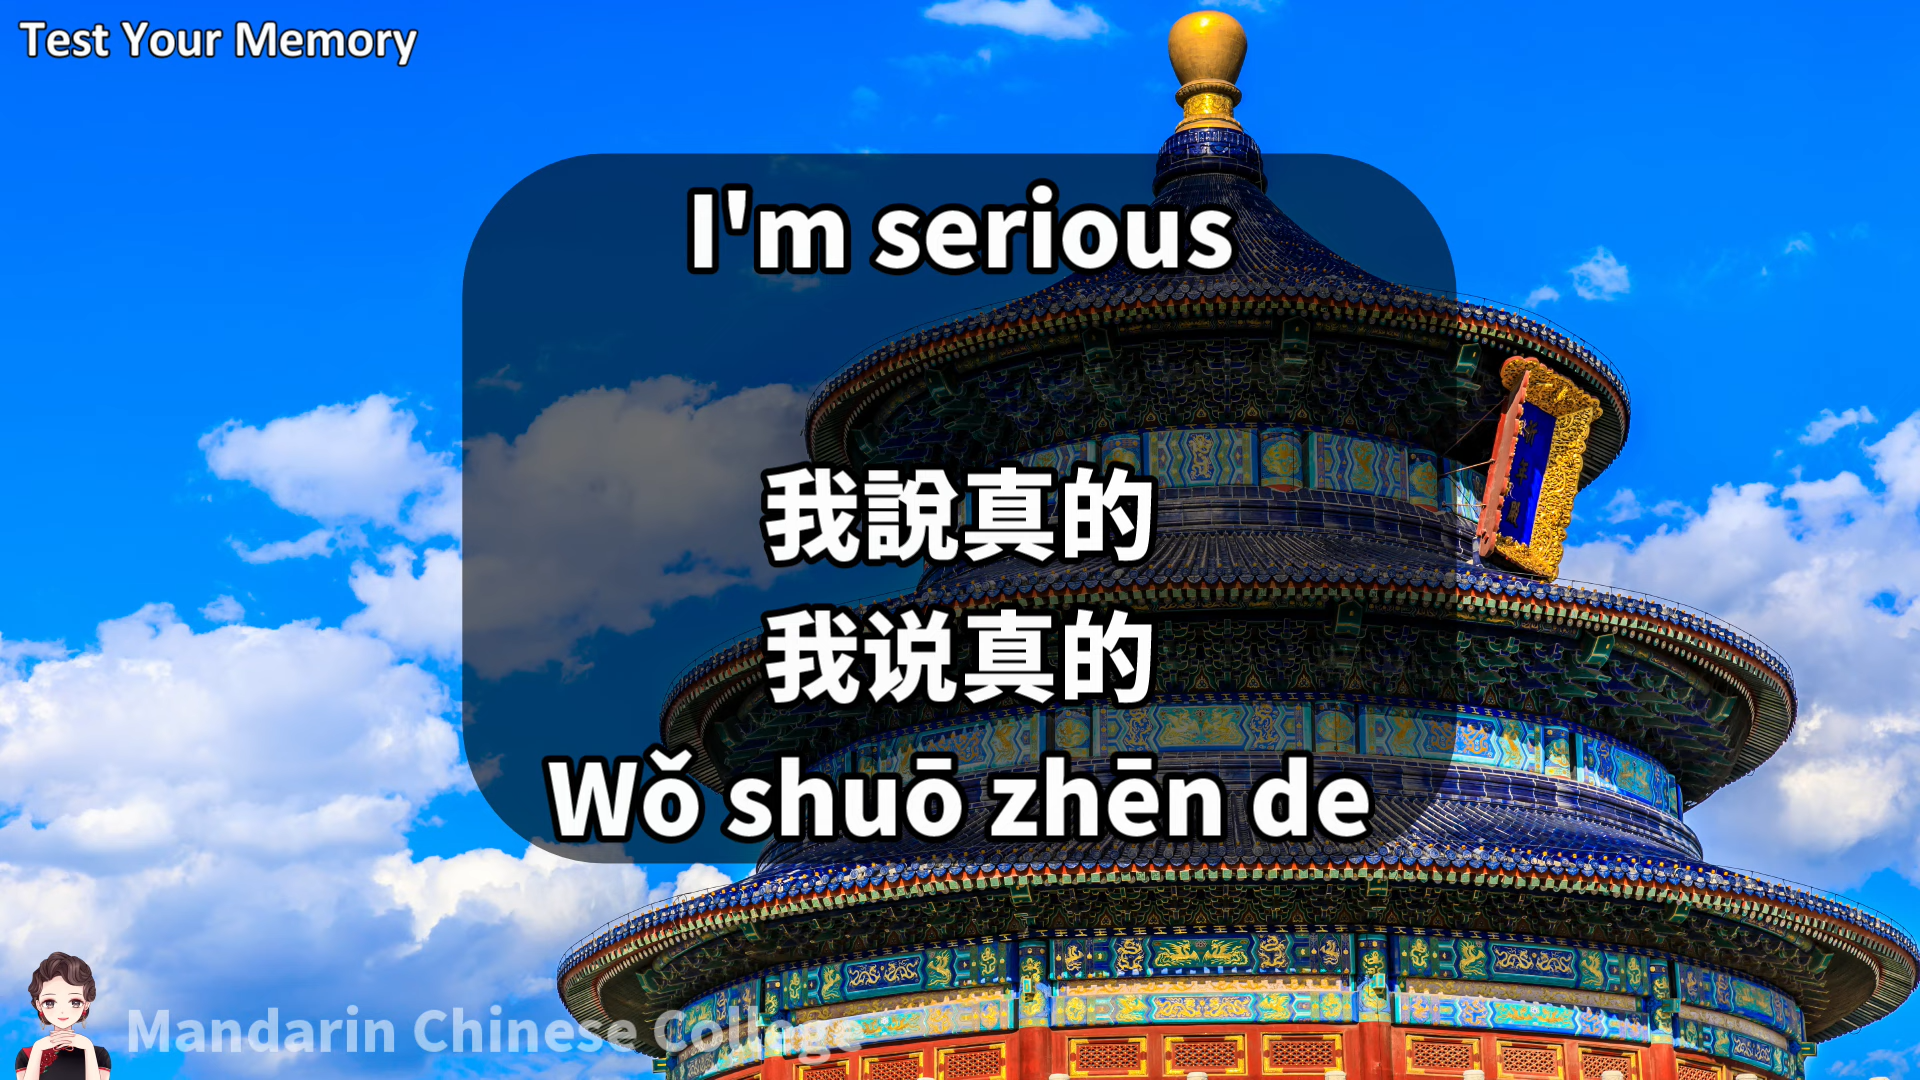 Test Your Memory
I'm serious
我說真的
我说真的
Wǒ shuō zhēn de
Mandarin Chinese College